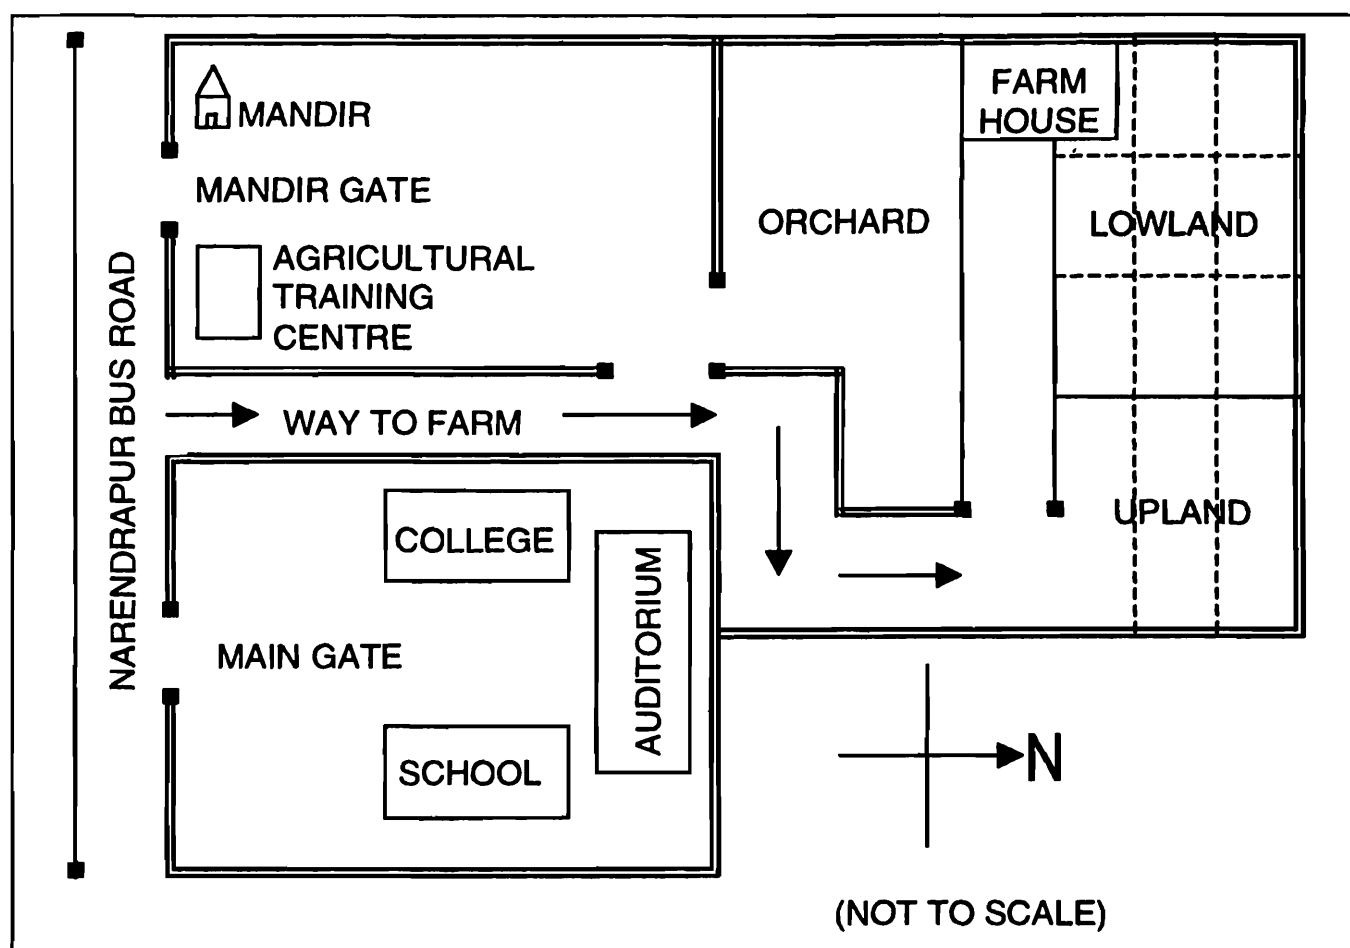 NARENDRAPUR BUS ROAD
MANDIR
MANDIR GATE
AGRICULTURAL
TRAINING
CENTRE
WAY TO FARM
COLLEGE
AUDITORIUM
MAIN GATE
SCHOOL
ORCHARD
FARM
HOUSE
LOWLAND
UPLAND
N
(NOT TO SCALE)